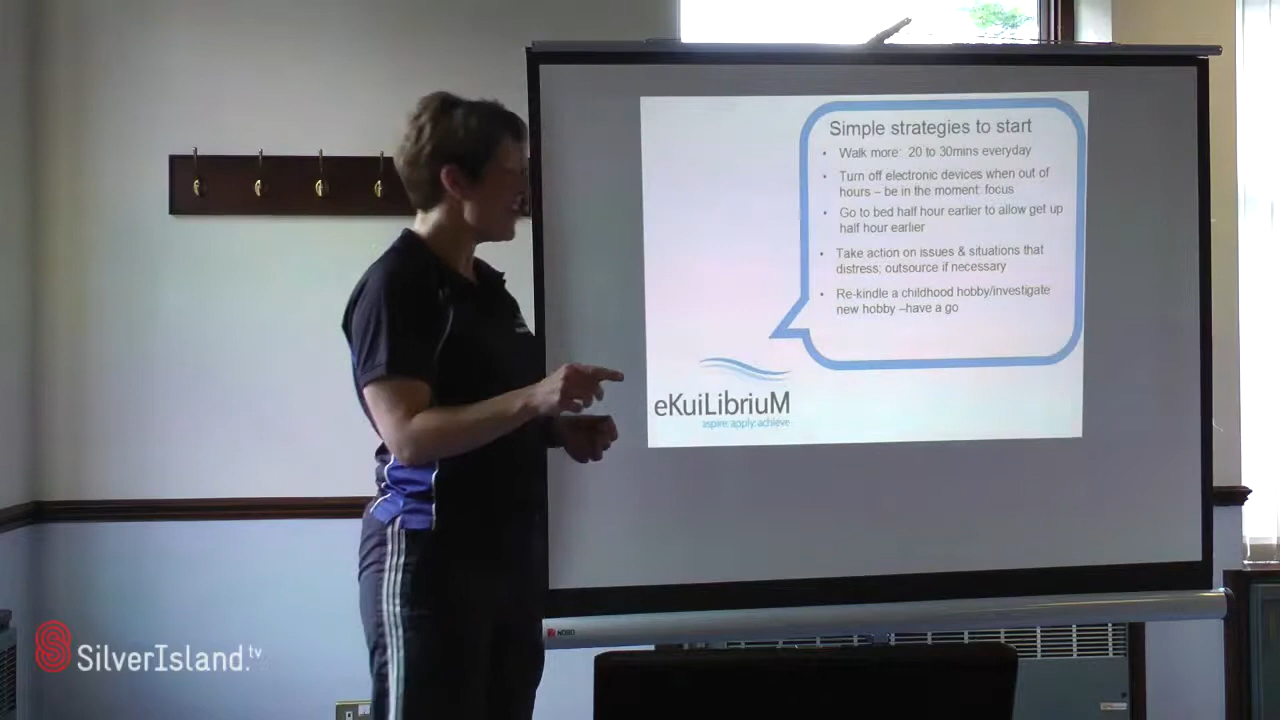 Simple strategies to start
• Walk more: 20 to 30mins everyday
• Turn off electronic devices when out of
hours – be in the moment: focus
• Go to bed half hour earlier to allow get up
half hour earlier
• Take action on issues & situations that
distress; outsource if necessary
• Re-kindle a childhood hobby/investigate
new hobby –have a go
eKuiLibriuM
aspire: apply: achieve
NOBO
SilverIsland.tv